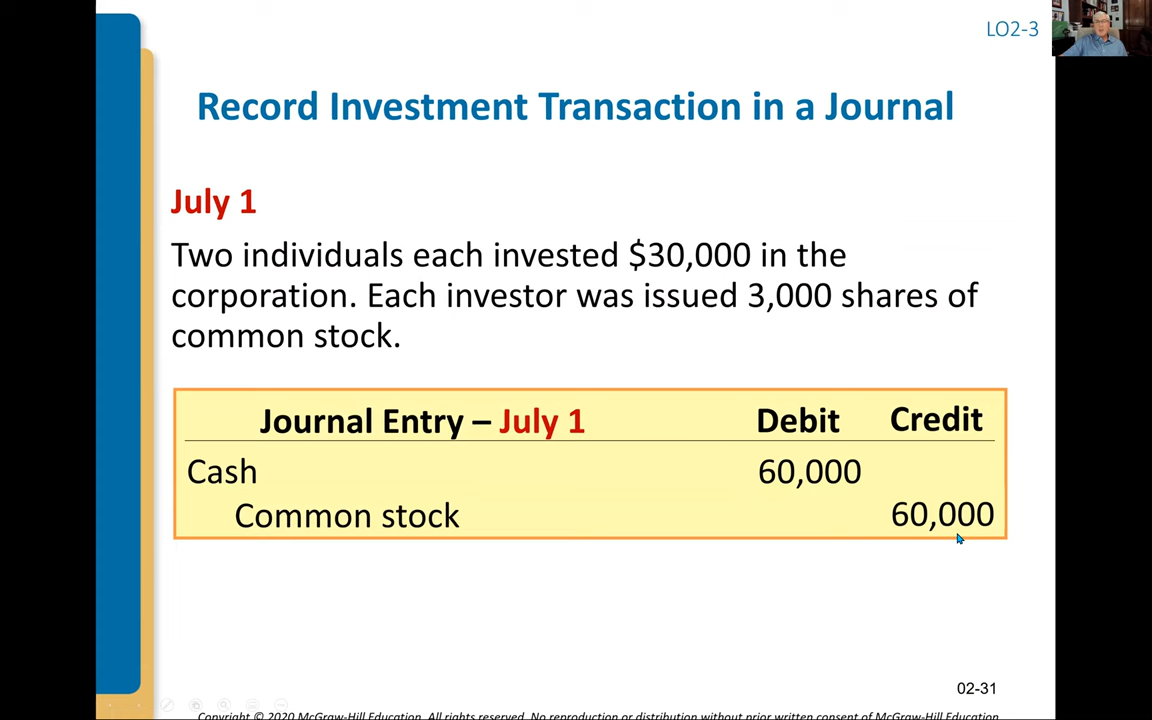 LO2-3
Record Investment Transaction in a Journal
July 1
Two individuals each invested $30,000 in the
corporation. Each investor was issued 3,000 shares of
common stock.
Journal Entry – July 1 Debit Credit
Cash 60,000
Common stock 60,000
02-31
Copyright © 2020 McGraw-Hill Education. All rights reserved. No reproduction or distribution without prior written consent of McGraw-Hill Education.